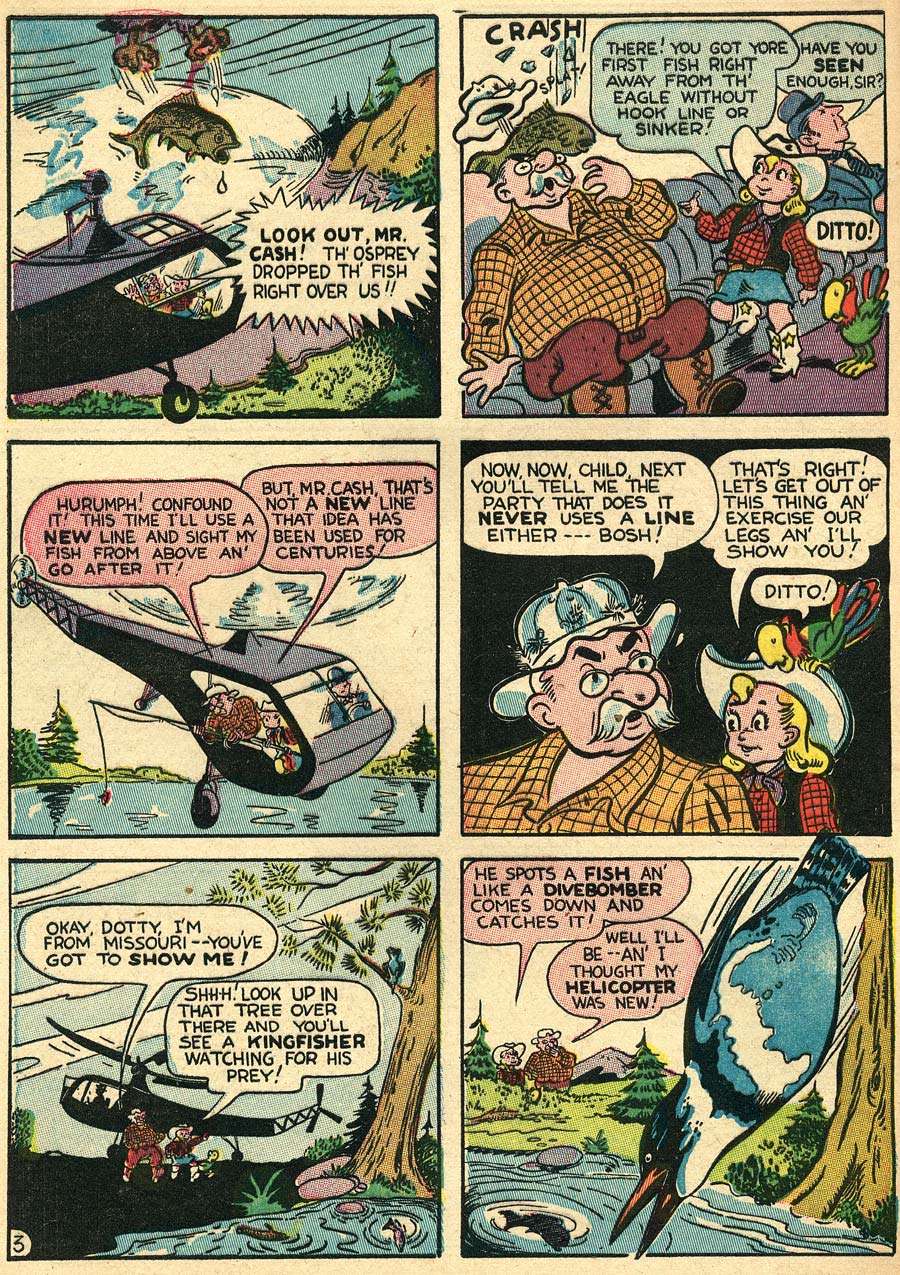 LOOK OUT, MR.
CASH! TH' OSPREY
DROPPED TH' FISH
RIGHT OVER US!!
CRASH
SPLAT!
THERE! YOU GOT YORE
FIRST FISH RIGHT
AWAY FROM TH'
EAGLE WITHOUT
HOOK LINE OR
SINKER!
HAVE YOU
SEEN
ENOUGH, SIR?
DITTO!
HURUMPH! CONFOUND
IT! THIS TIME I'LL USE A
NEW LINE AND SIGHT MY
FISH FROM ABOVE AN'
GO AFTER IT!
BUT, MR. CASH, THAT'S
NOT A NEW LINE
THAT IDEA HAS
BEEN USED FOR
CENTURIES!
NOW, NOW, CHILD, NEXT
YOU'LL TELL ME THE
PARTY THAT DOES IT
NEVER USES A LINE
EITHER --- BOSH!
THAT'S RIGHT!
LET'S GET OUT OF
THIS THING AN'
EXERCISE OUR
LEGS AN' I'LL
SHOW YOU!
DITTO!
OKAY, DOTTY, I'M
FROM MISSOURI--YOU'VE
GOT TO SHOW ME!
SHH-H! LOOK UP IN
THAT TREE OVER
THERE AND YOU'LL
SEE A KINGFISHER
WATCHING FOR HIS
PREY!
3
HE SPOTS A FISH AN'
LIKE A DIVEBOMBER
COMES DOWN AND
CATCHES IT!
WELL I'LL
BE --AN' I
THOUGHT MY
HELICOPTER
WAS NEW!